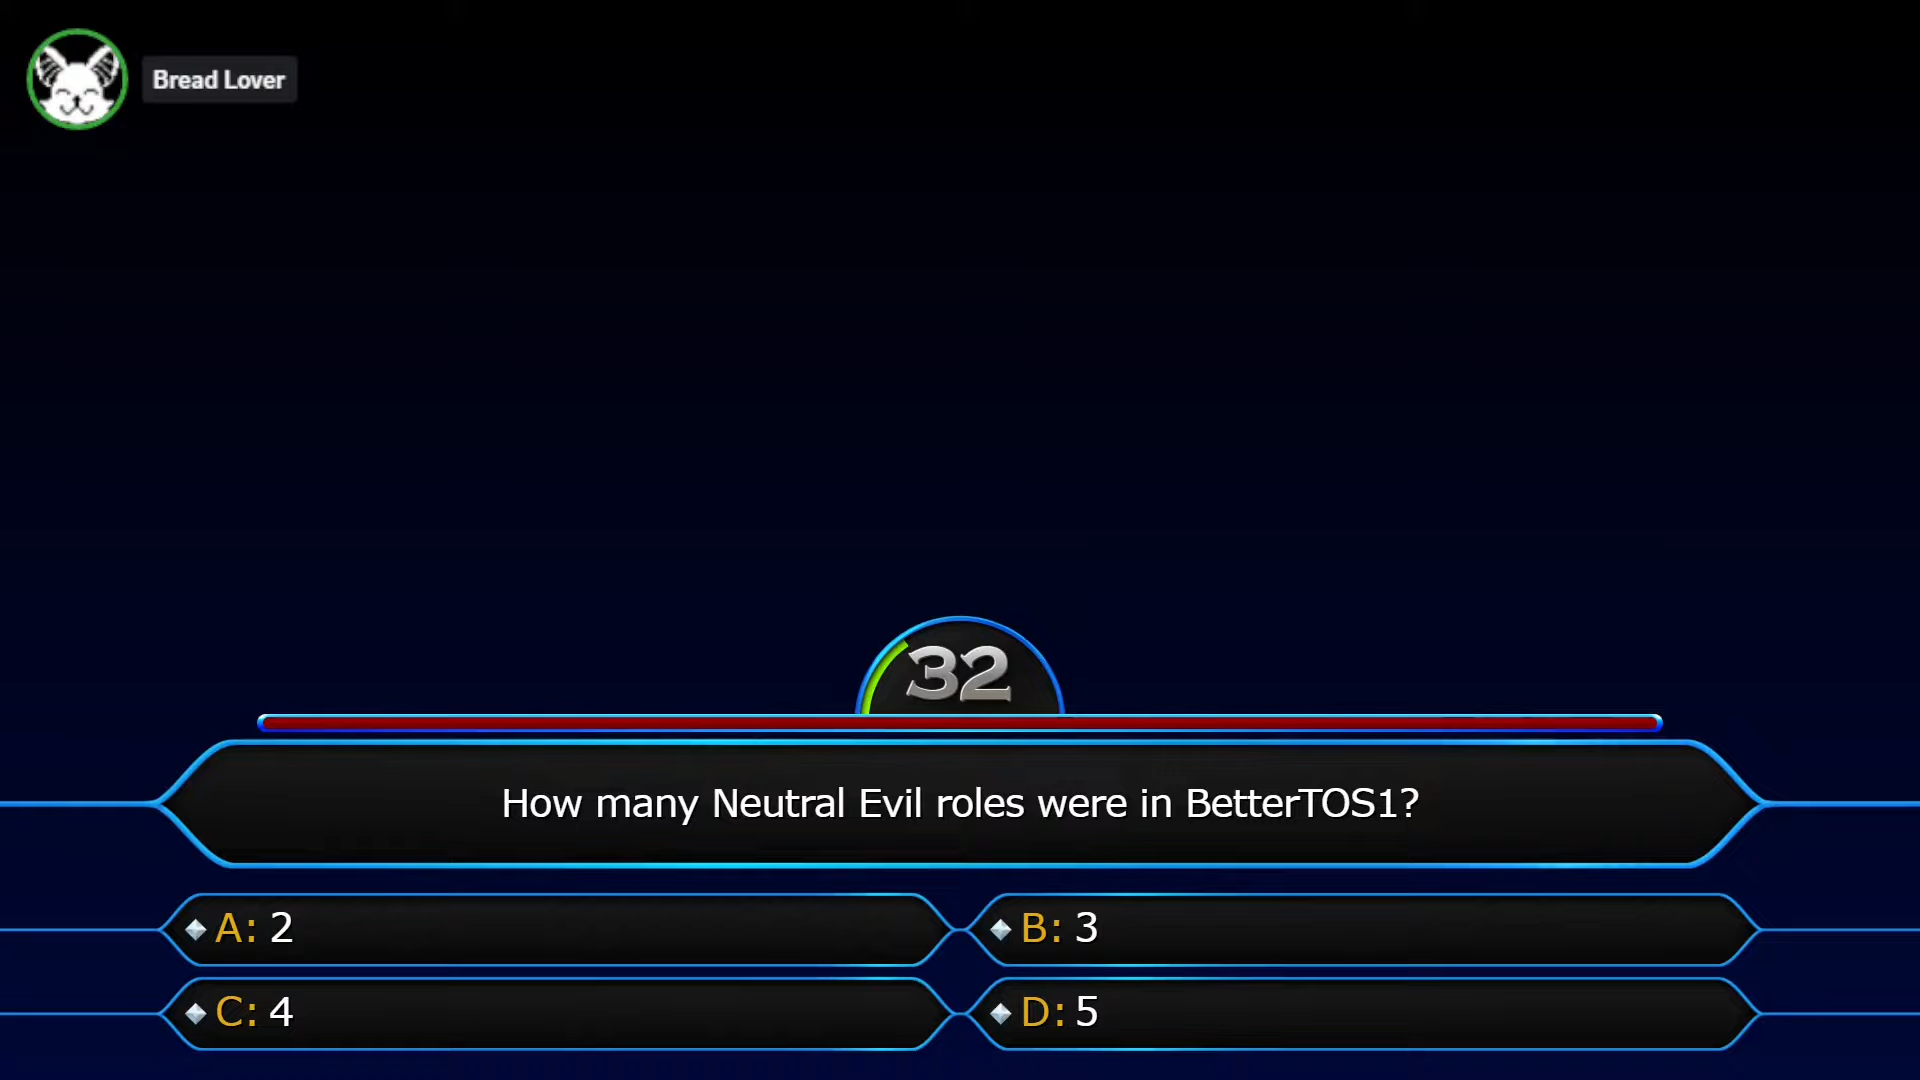 Bread Lover
32
How many Neutral Evil roles were in BetterTOS1?
A: 2
B: 3
C: 4
D: 5